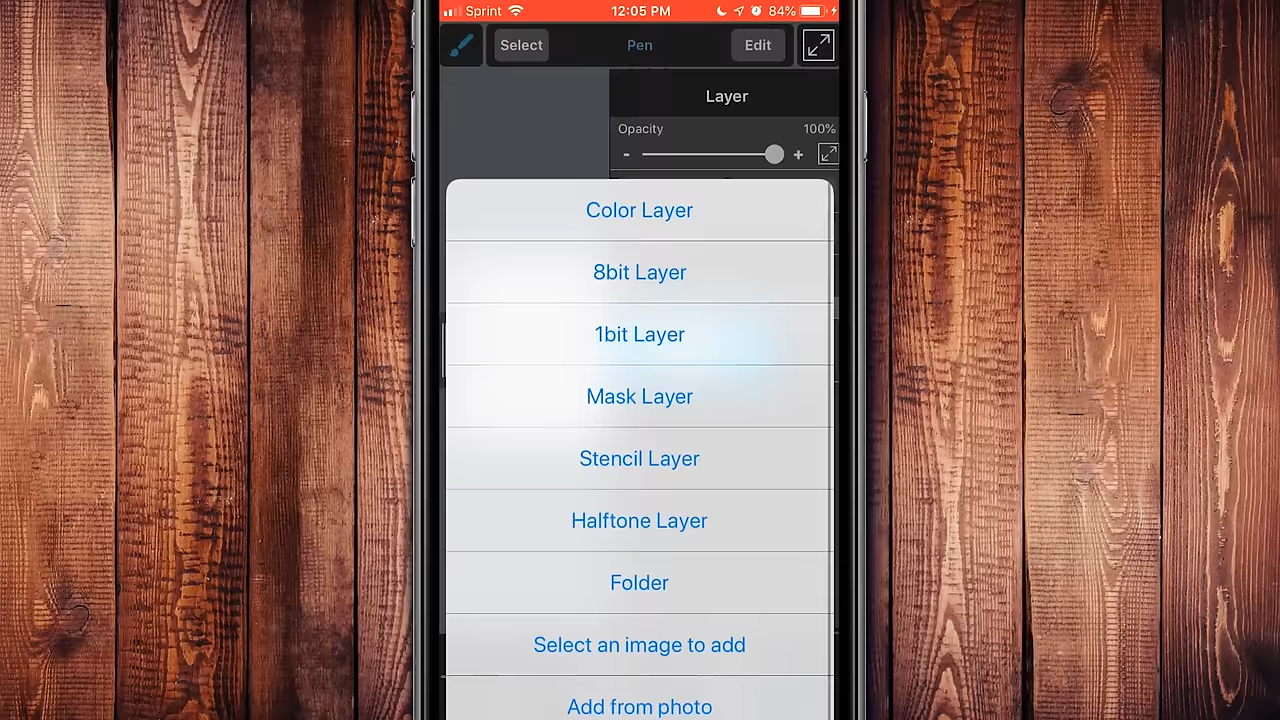 Sprint 12:05 PM 84%
Select Pen Edit
Layer
Opacity 100%
- +
Color Layer
8bit Layer
1bit Layer
Mask Layer
Stencil Layer
Halftone Layer
Folder
Select an image to add
Add from photo